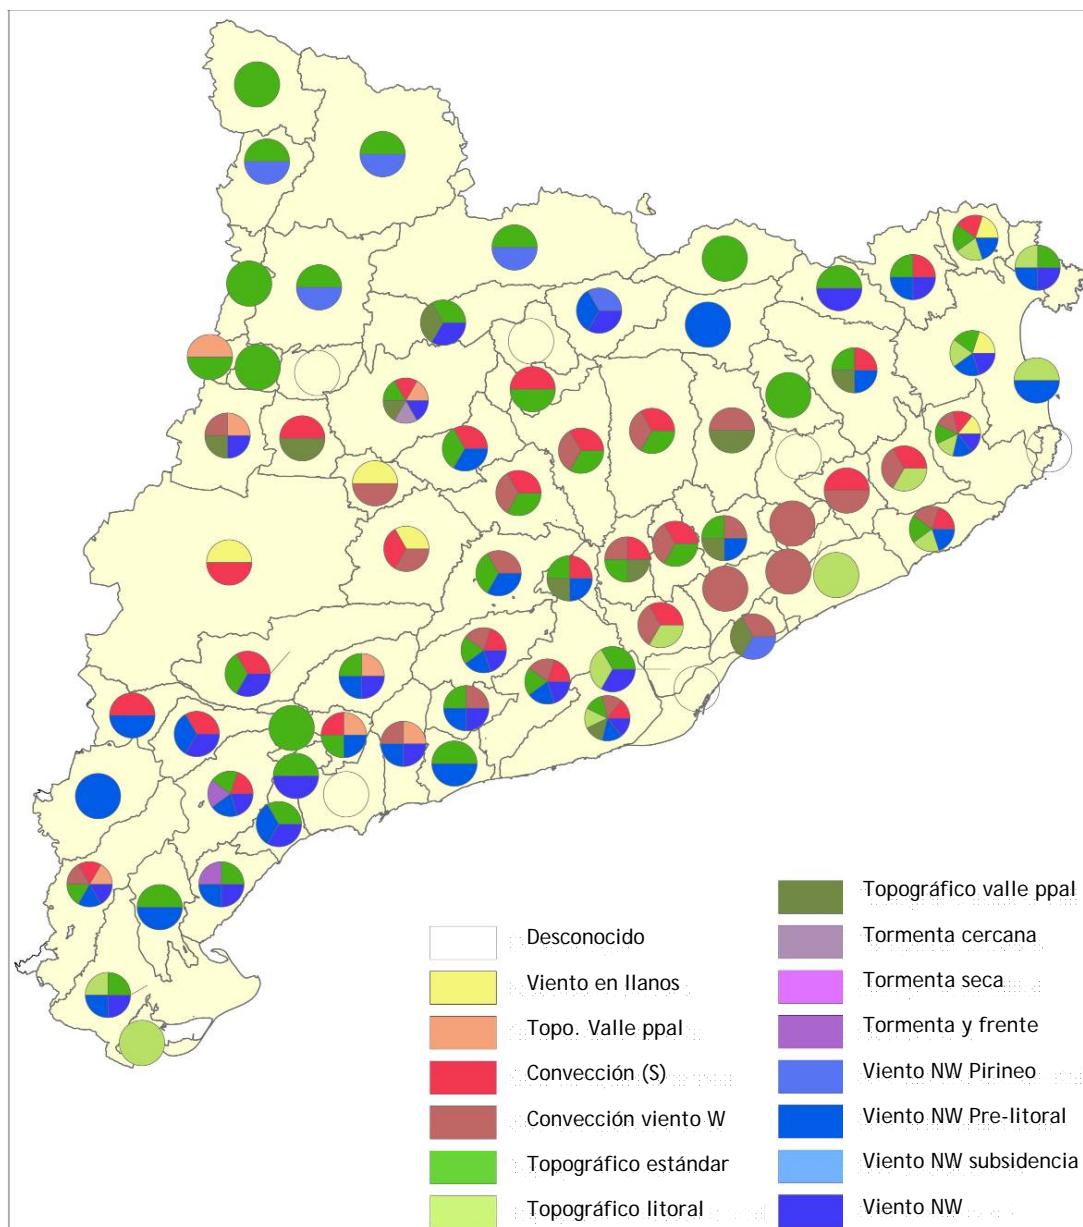 Desconocido
Viento en llanos
Topo. Valle ppal
Convección (S)
Convección viento W
Topográfico estándar
Topográfico litoral
Topográfico valle ppal
Tormenta cercana
Tormenta seca
Tormenta y frente
Viento NW Pirineo
Viento NW Pre-litoral
Viento NW subsidencia
Viento NW